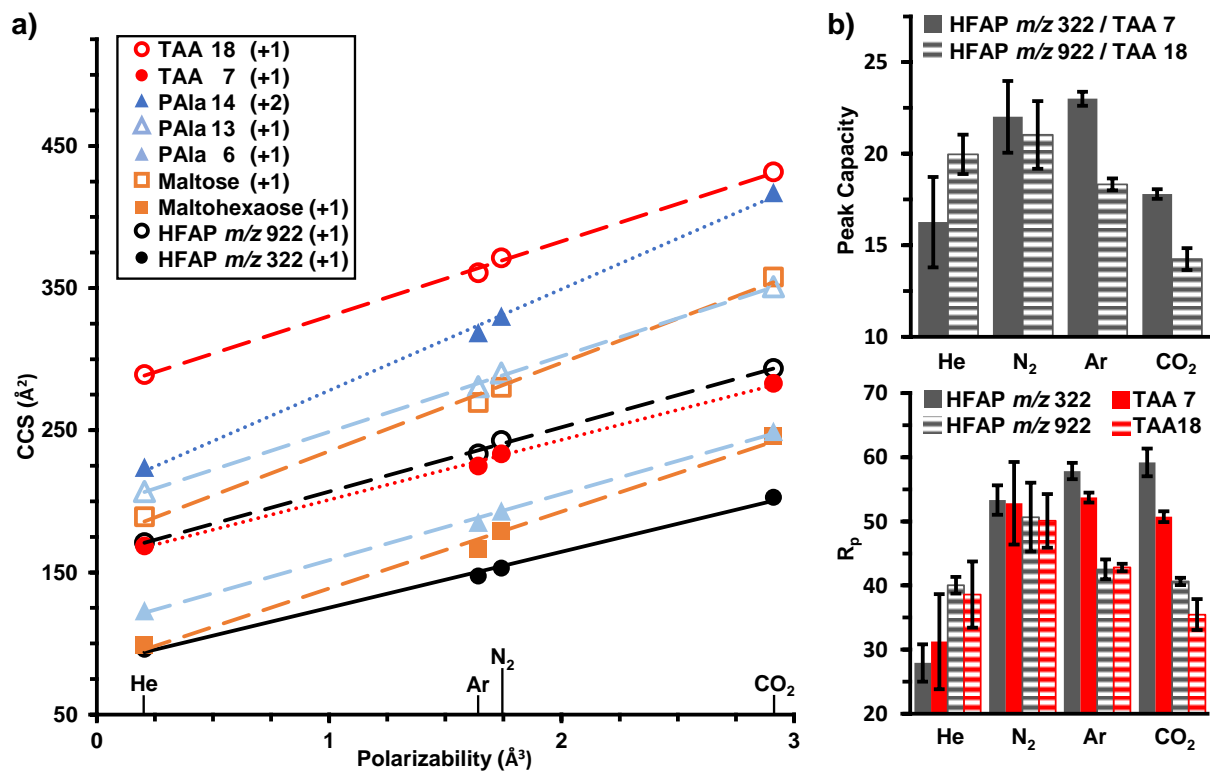 a)
TAA 18 (+1)
TAA 7 (+1)
PAla 14 (+2)
PAla 13 (+1)
PAla 6 (+1)
Maltose (+1)
Maltohexaose (+1)
HFAP m/z 922 (+1)
HFAP m/z 322 (+1)
450
350
250
150
50
CCS (Å²)
He
Ar
N₂
CO₂
0
1
2
3
Polarizability (Å³)
b)
HFAP m/z 322 / TAA 7
HFAP m/z 922 / TAA 18
25
20
15
10
Peak Capacity
He
N₂
Ar
CO₂
HFAP m/z 322
TAA 7
HFAP m/z 922
TAA18
70
60
50
40
30
20
Rₚ
He
N₂
Ar
CO₂